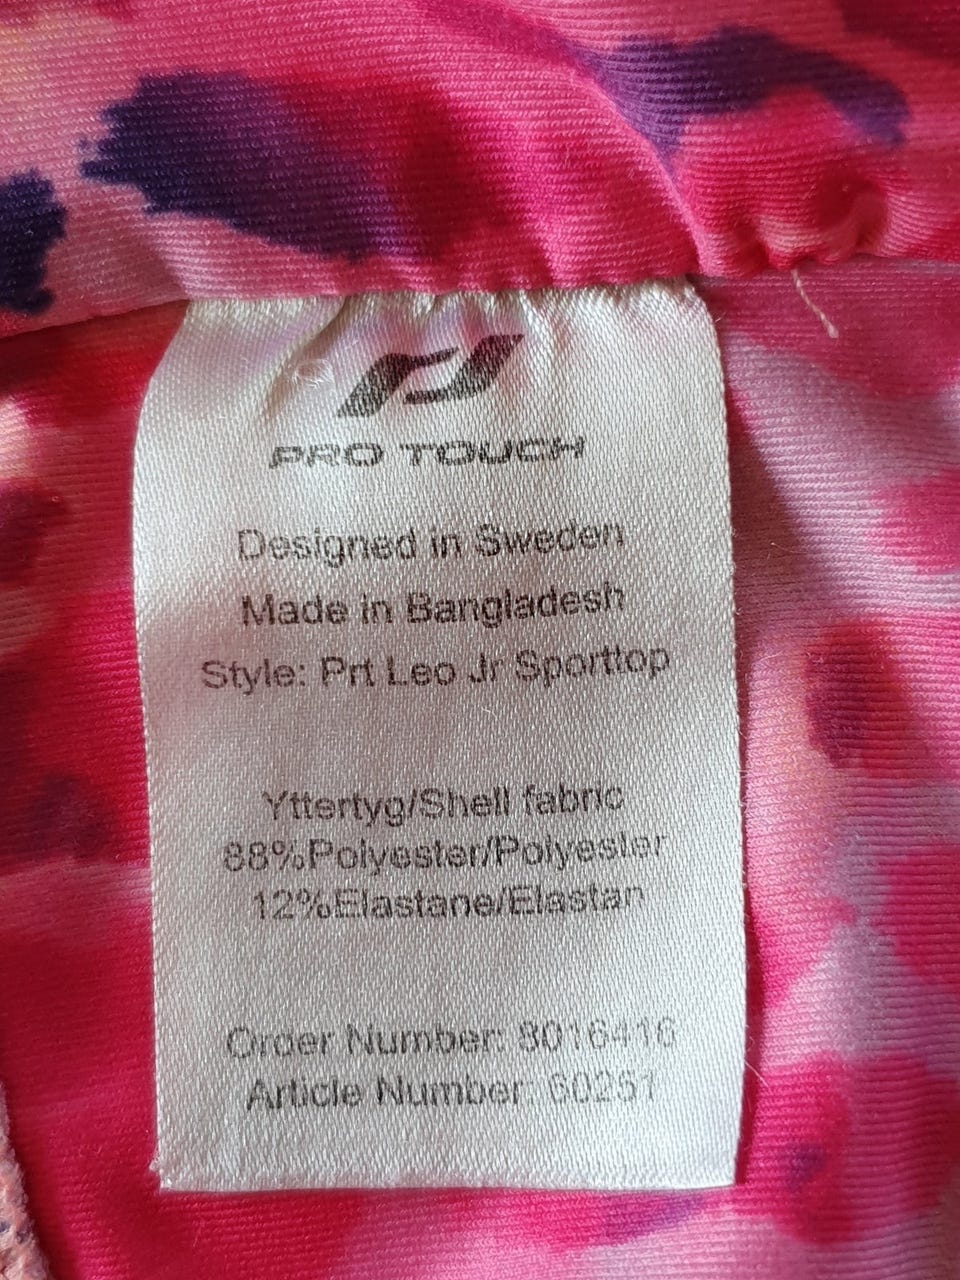 PRO TOUCH
Designed in Sweden
Made in Bangladesh
Style: Prt Leo Jr Sporttop
Yttertyg/Shell fabric
88%Polyester/Polyester
12%Elastane/Elastan
Order Number: 8016416
Article Number: 60251